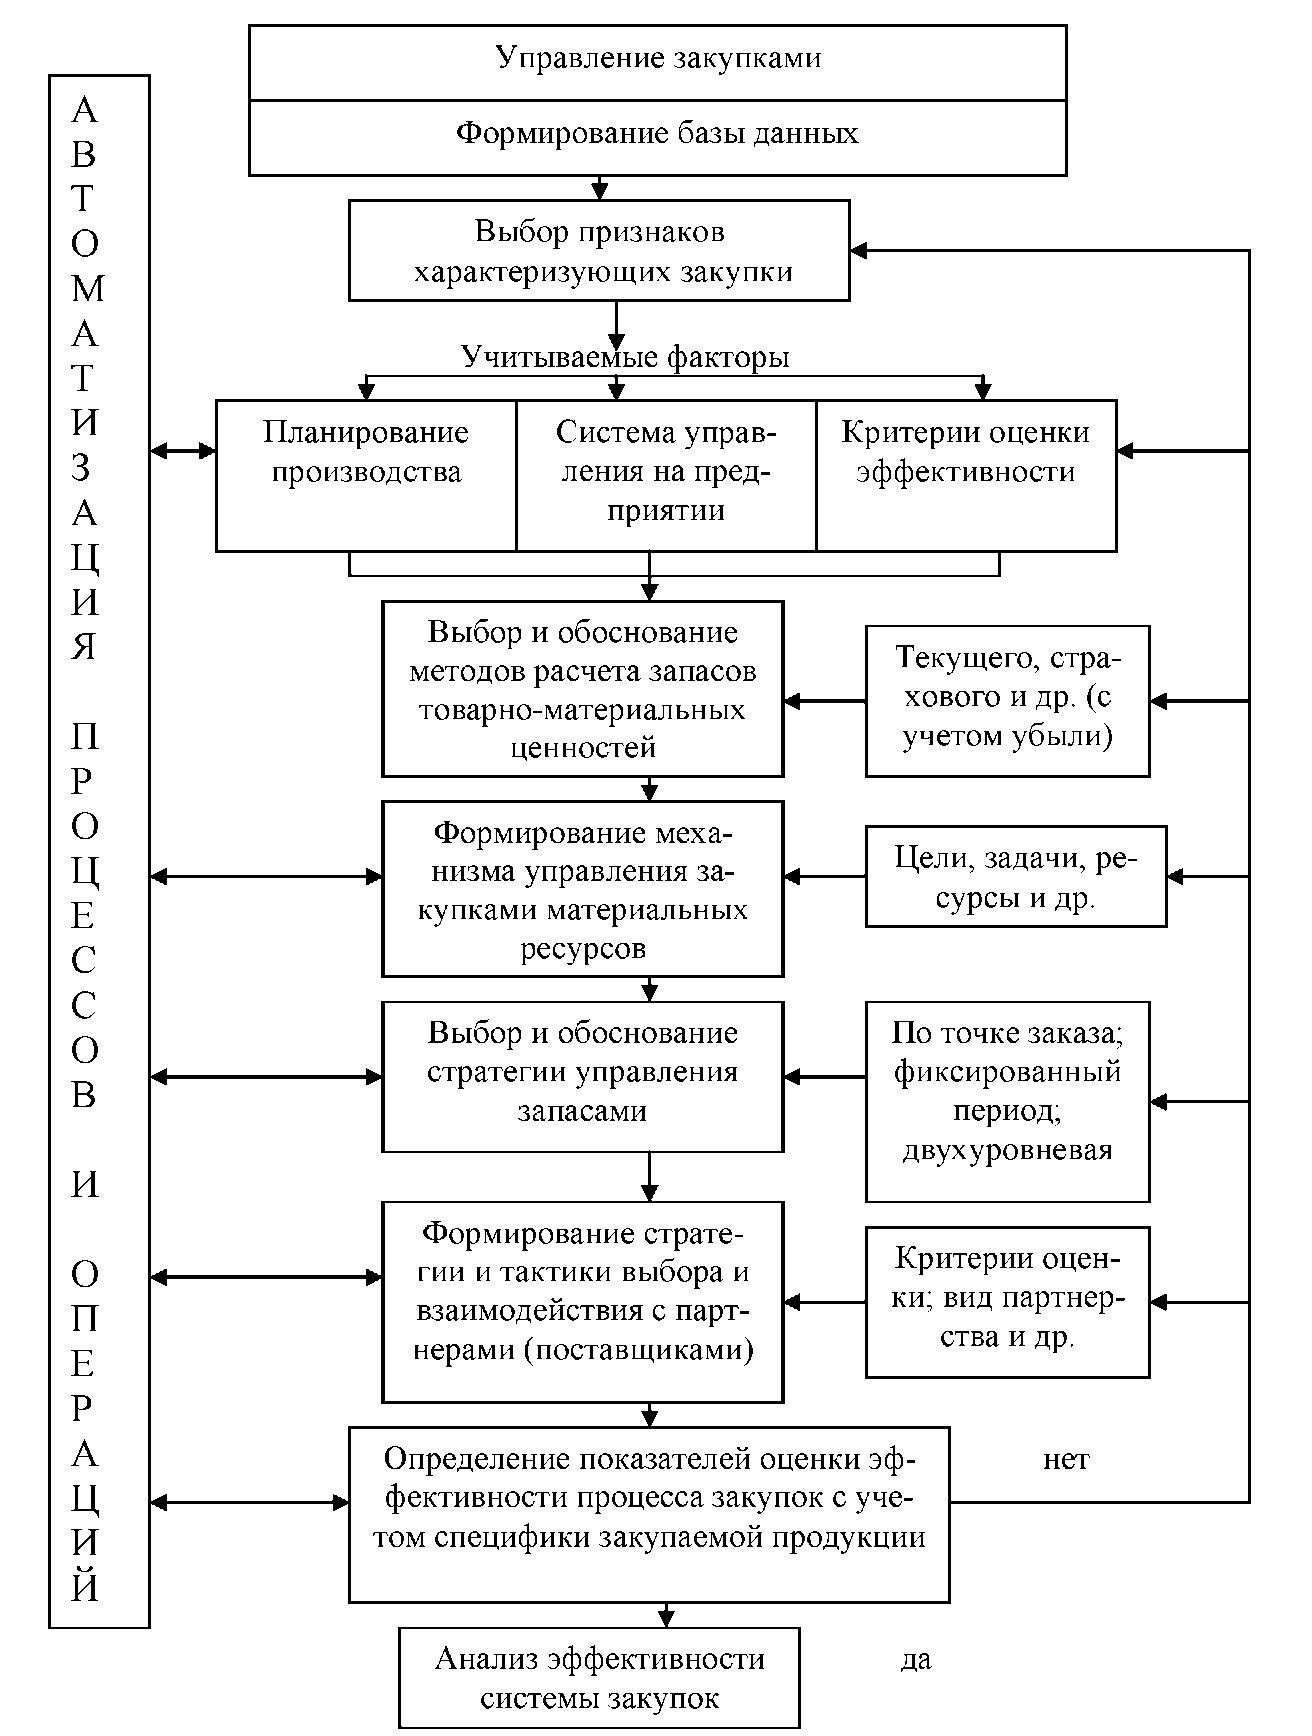 Управление закупками
Формирование базы данных
Выбор признаков
характеризующих закупки
Учитываемые факторы
Планирование
производства
Система управ-
ления на пред-
приятии
Критерии оценки
эффективности
Выбор и обоснование
методов расчета запасов
товарно-материальных
ценностей
Текущего, стра-
хового и др. (с
учетом убыли)
Формирование меха-
низма управления за-
купками материальных
ресурсов
Цели, задачи, ре-
сурсы и др.
Выбор и обоснование
стратегии управления
запасами
По точке заказа;
фиксированный
период;
двухуровневая
Формирование страте-
гии и тактики выбора и
взаимодействия с парт-
нерами (поставщиками)
Критерии оцен-
ки; вид партнер-
ства и др.
Определение показателей оценки эф-
фективности процесса закупок с уче-
том специфики закупаемой продукции
нет
Анализ эффективности
системы закупок
да
АВТОМАТИЗАЦИЯ ПРОЦЕССОВ И ОПЕРАЦИЙ